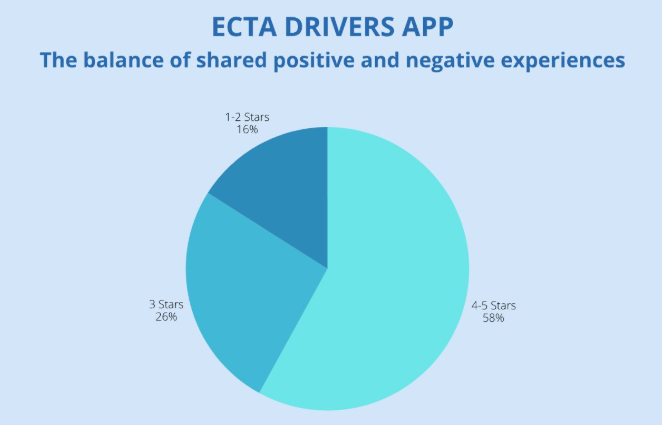 ECTA DRIVERS APP
The balance of shared positive and negative experiences
1-2 Stars
16%
3 Stars
26%
4-5 Stars
58%